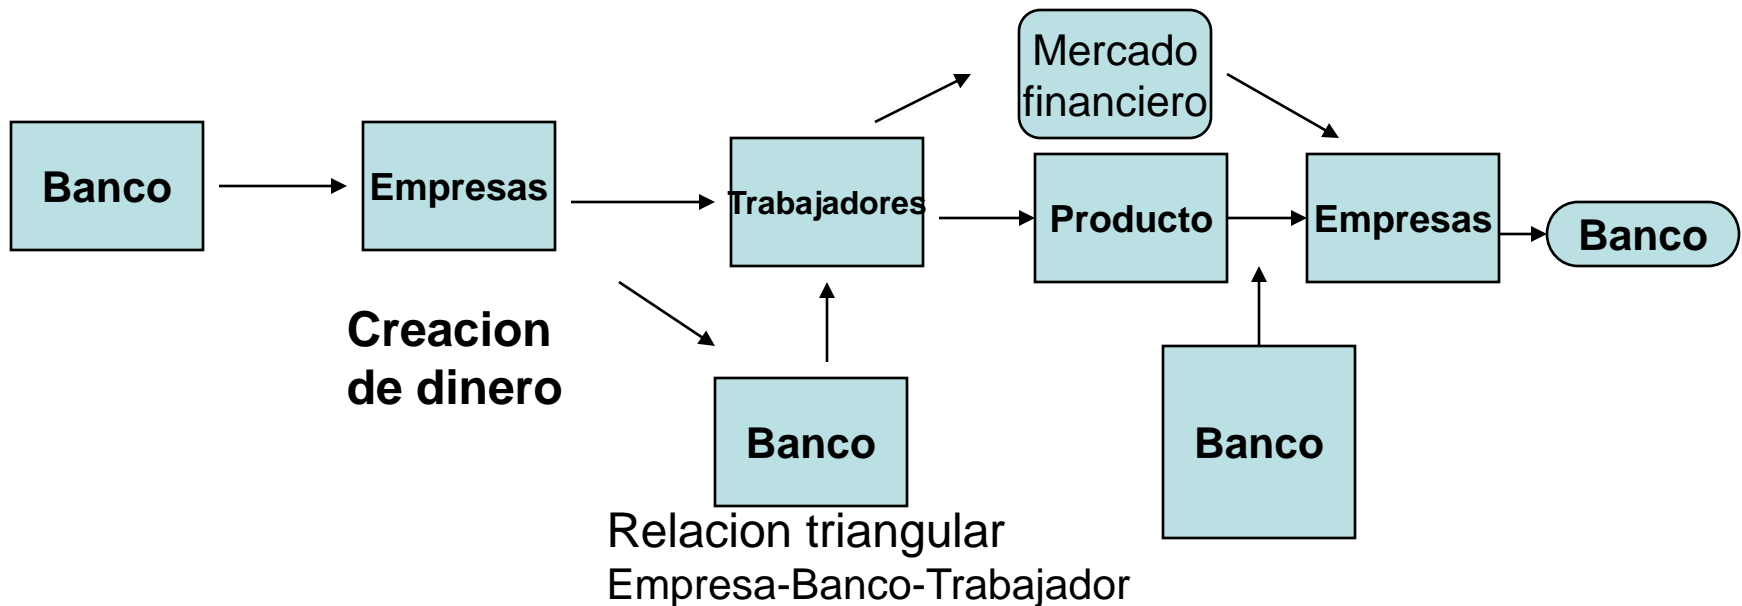 Mercado
financiero
Banco
Empresas
Trabajadores
Producto
Empresas
Banco
Creacion
de dinero
Banco
Banco
Relacion triangular
Empresa-Banco-Trabajador